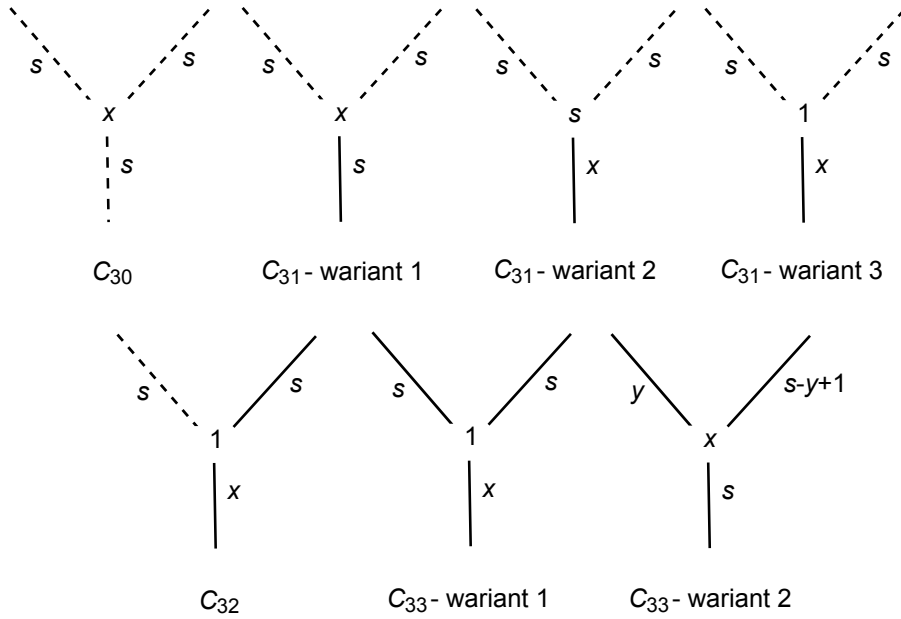 s s s s s s s s
x x s 1
s s x x
C30 C31 - wariant 1 C31 - wariant 2 C31 - wariant 3
s s s s y s-y+1
1 1 x
x x s
C32 C33 - wariant 1 C33 - wariant 2